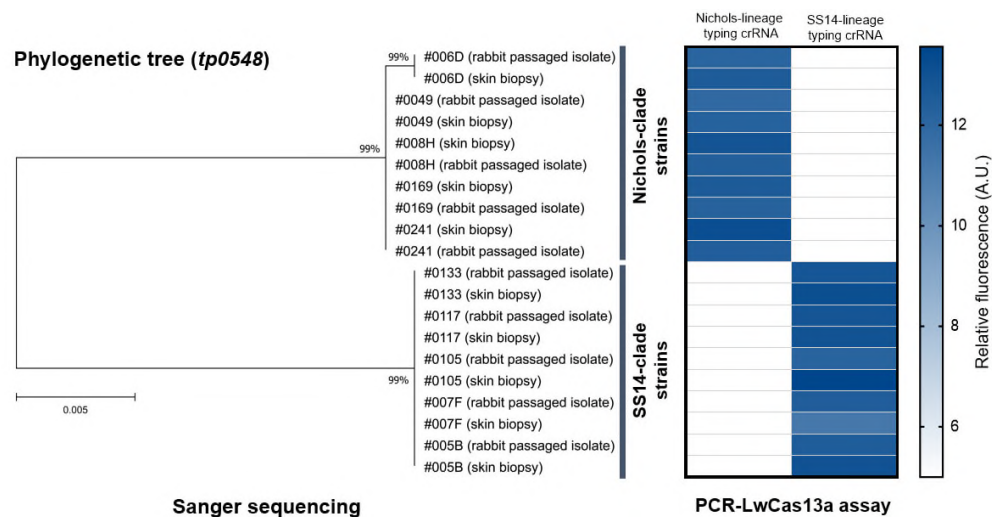 Nichols-lineage
typing crRNA
SS14-lineage
typing crRNA
Phylogenetic tree (tp0548)
99%
#006D (rabbit passaged isolate)
#006D (skin biopsy)
#0049 (rabbit passaged isolate)
#0049 (skin biopsy)
99%
#008H (skin biopsy)
#008H (rabbit passaged isolate)
#0169 (skin biopsy)
#0169 (rabbit passaged isolate)
#0241 (skin biopsy)
#0241 (rabbit passaged isolate)
Nichols-clade
strains
#0133 (rabbit passaged isolate)
#0133 (skin biopsy)
#0117 (rabbit passaged isolate)
#0117 (skin biopsy)
#0105 (rabbit passaged isolate)
99%
#0105 (skin biopsy)
#007F (rabbit passaged isolate)
#007F (skin biopsy)
#005B (rabbit passaged isolate)
#005B (skin biopsy)
SS14-clade
strains
0.005
12
10
8
6
Relative fluorescence (A.U.)
Sanger sequencing
PCR-LwCas13a assay